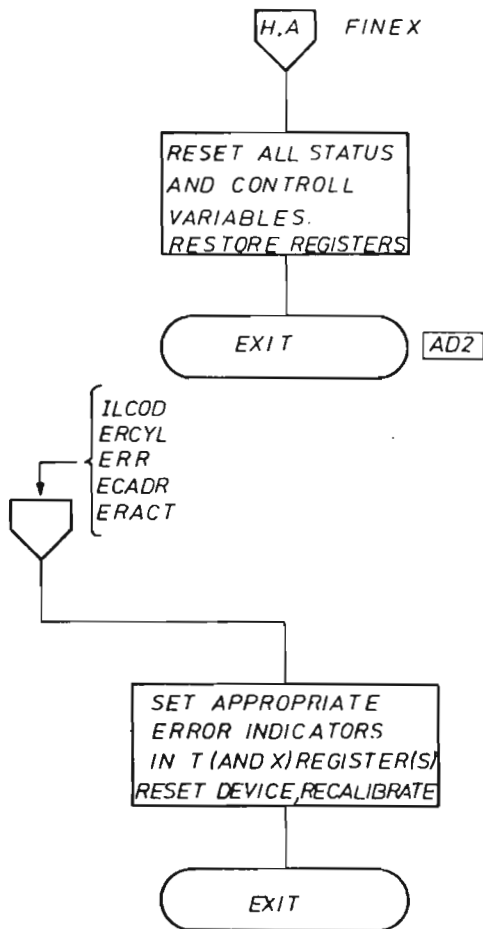 H,A FINEX
RESET ALL STATUS
AND CONTROLL
VARIABLES.
RESTORE REGISTERS
EXIT AD2
ILCOD
ERCYL
ERR
ECADR
ERACT
SET APPROPRIATE
ERROR INDICATORS
IN T (AND X) REGISTER(S)
RESET DEVICE, RECALIBRATE
EXIT